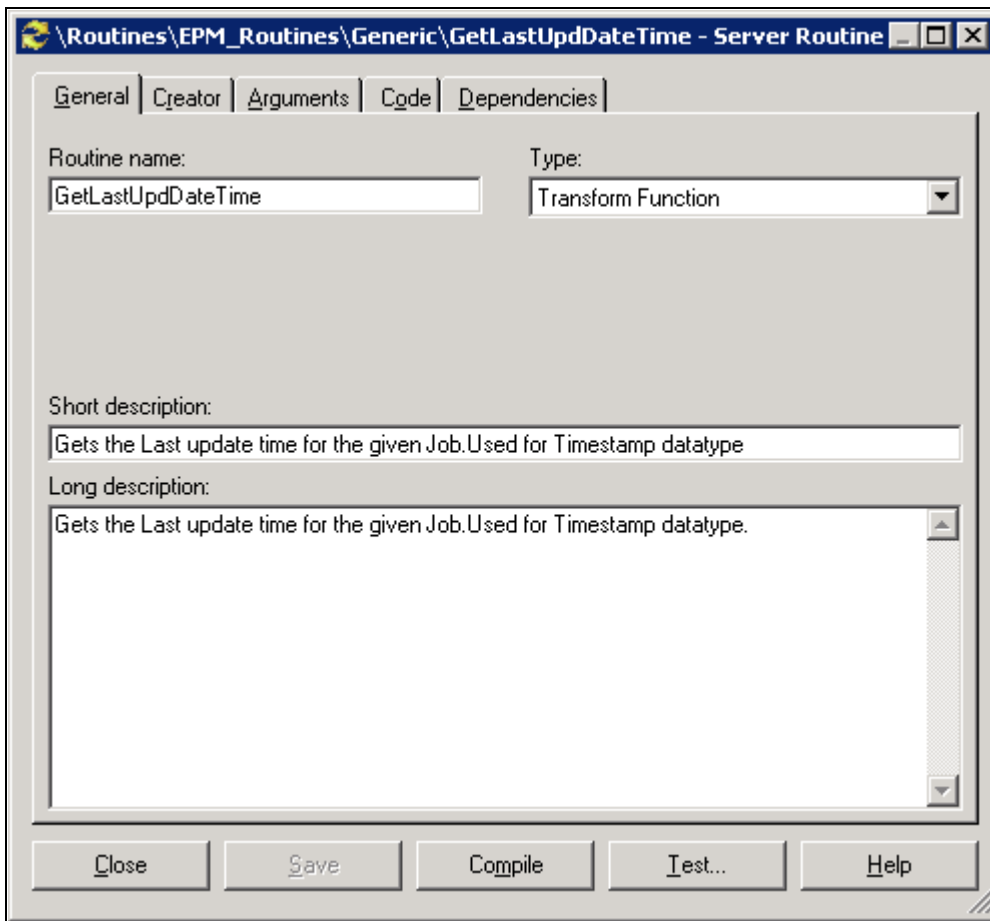 \Routines\EPM_Routines\Generic\GetLastUpdDateTime - Server Routine
General Creator Arguments Code Dependencies
Routine name: Type:
GetLastUpdDateTime Transform Function
Short description:
Gets the Last update time for the given Job.Used for Timestamp datatype
Long description:
Gets the Last update time for the given Job.Used for Timestamp datatype.
Close Save Compile Test... Help